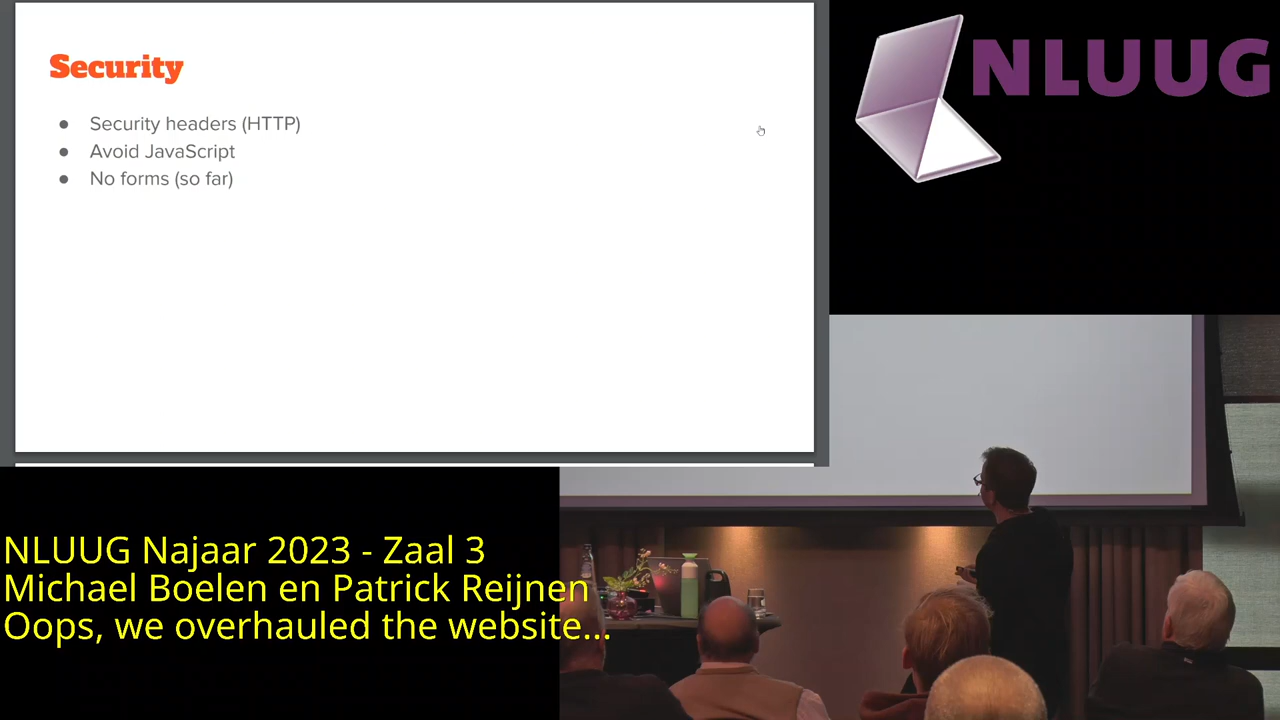 Security
● Security headers (HTTP)
● Avoid JavaScript
● No forms (so far)
NLUUG
NLUUG Najaar 2023 - Zaal 3
Michael Boelen en Patrick Reijnen
Oops, we overhauled the website...